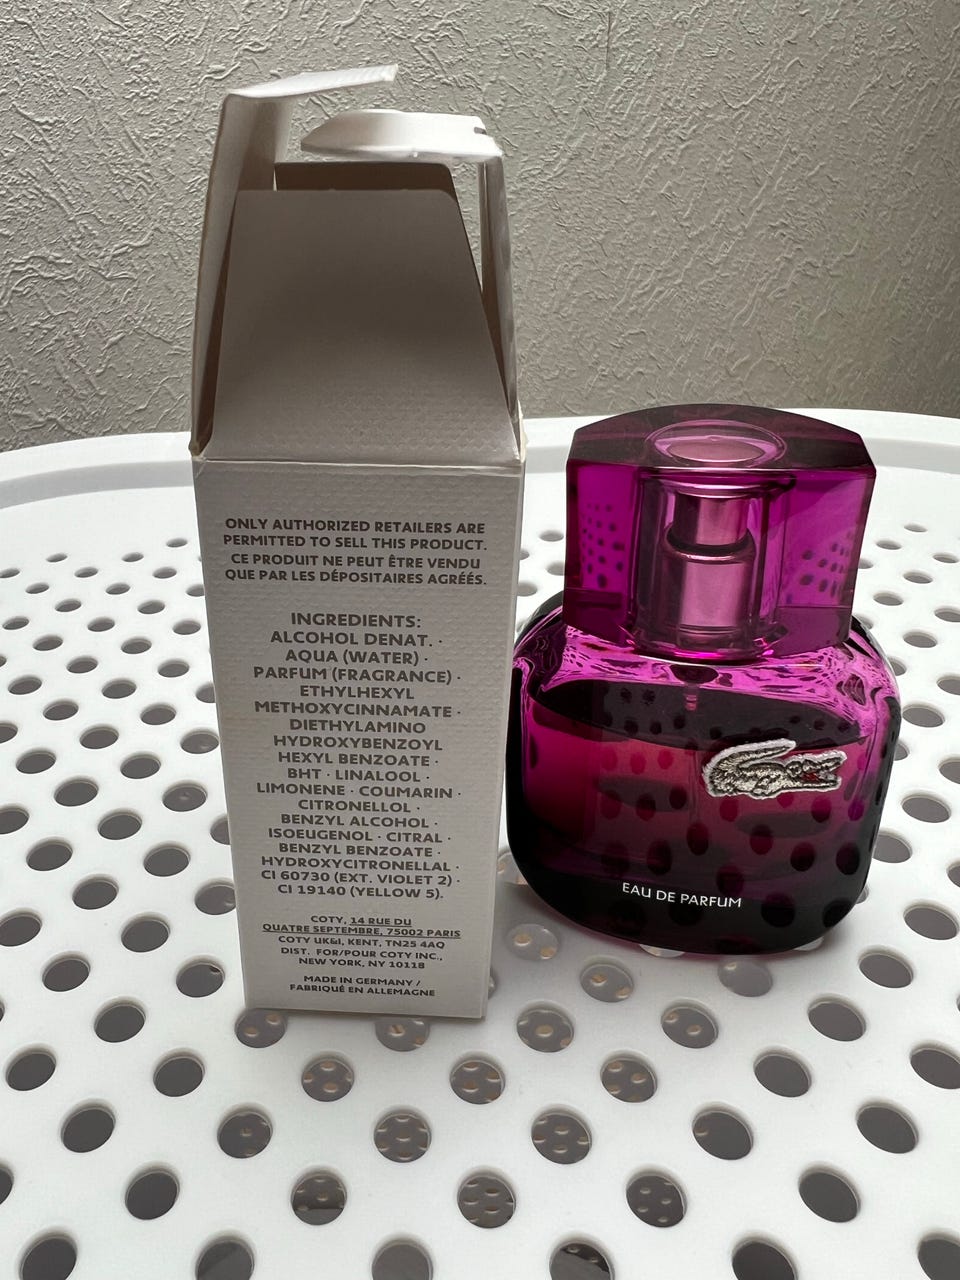 ONLY AUTHORIZED RETAILERS ARE
PERMITTED TO SELL THIS PRODUCT.
CE PRODUIT NE PEUT ÊTRE VENDU
QUE PAR LES DÉPOSITAIRES AGRÉÉS.
INGREDIENTS:
ALCOHOL DENAT. ·
AQUA (WATER) ·
PARFUM (FRAGRANCE) ·
ETHYLHEXYL
METHOXYCINNAMATE ·
DIETHYLAMINO
HYDROXYBENZOYL
HEXYL BENZOATE ·
BHT · LINALOOL ·
LIMONENE · COUMARIN ·
CITRONELLOL ·
BENZYL ALCOHOL ·
ISOEUGENOL · CITRAL ·
BENZYL BENZOATE ·
HYDROXYCITRONELLAL ·
CI 60730 (EXT. VIOLET 2) ·
CI 19140 (YELLOW 5).
COTY, 14 RUE DU
QUATRE SEPTEMBRE, 75002 PARIS
COTY UK&I, KENT, TN25 4AQ
DIST. FOR/POUR COTY INC.,
NEW YORK, NY 10118
MADE IN GERMANY /
FABRIQUÉ EN ALLEMAGNE
EAU DE PARFUM